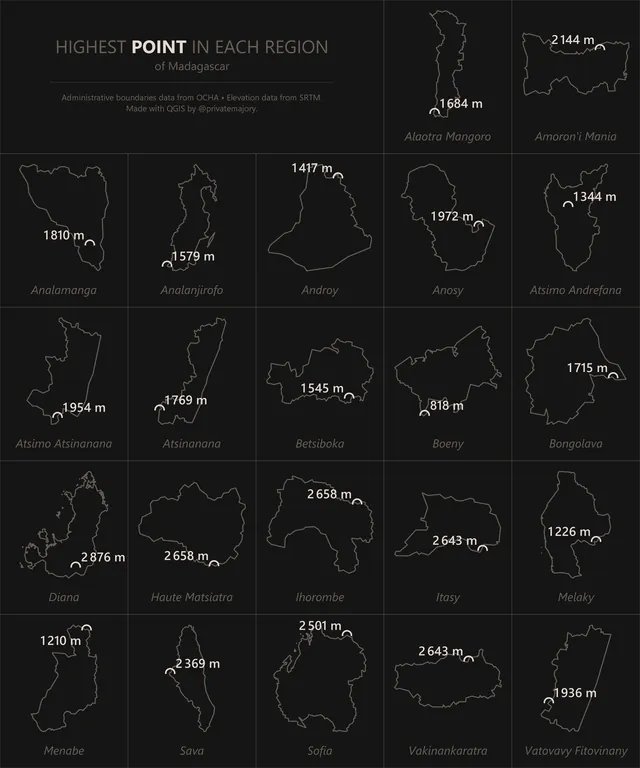 HIGHEST POINT IN EACH REGION
of Madagascar
Administrative boundaries data from OCHA • Elevation data from SRTM
Made with QGIS by @privatemajory.
1684 m
Alaotra Mangoro
2144 m
Amoron'i Mania
1810 m
Analamanga
1579 m
Analanjirofo
1417 m
Androy
1972 m
Anosy
1344 m
Atsimo Andrefana
1954 m
Atsimo Atsinanana
1769 m
Atsinanana
1545 m
Betsiboka
818 m
Boeny
1715 m
Bongolava
2876 m
Diana
2658 m
Haute Matsiatra
2658 m
Ihorombe
2643 m
Itasy
1226 m
Melaky
1210 m
Menabe
2369 m
Sava
2501 m
Sofia
2643 m
Vakinankaratra
1936 m
Vatovavy Fitovinany